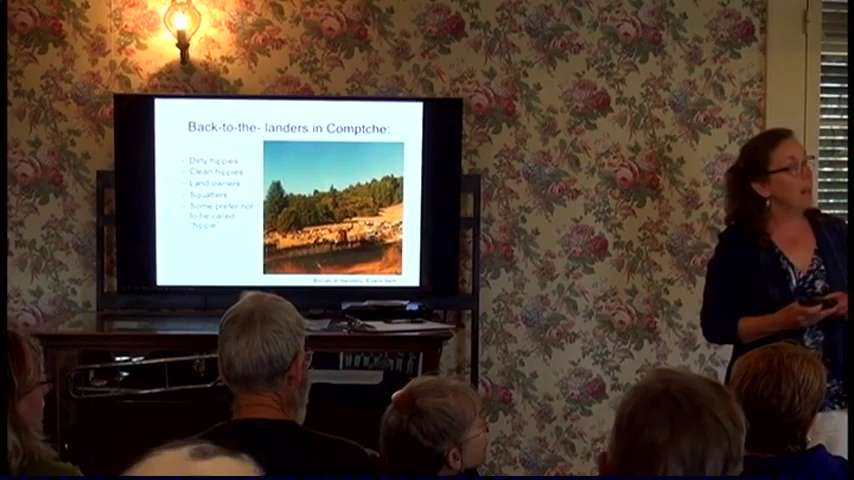 Back-to-the- landers in Comptche:
- Dirty hippies
- Clean hippies
- Land owners
- Squatters
- Some prefer not
to be called
"hippie"